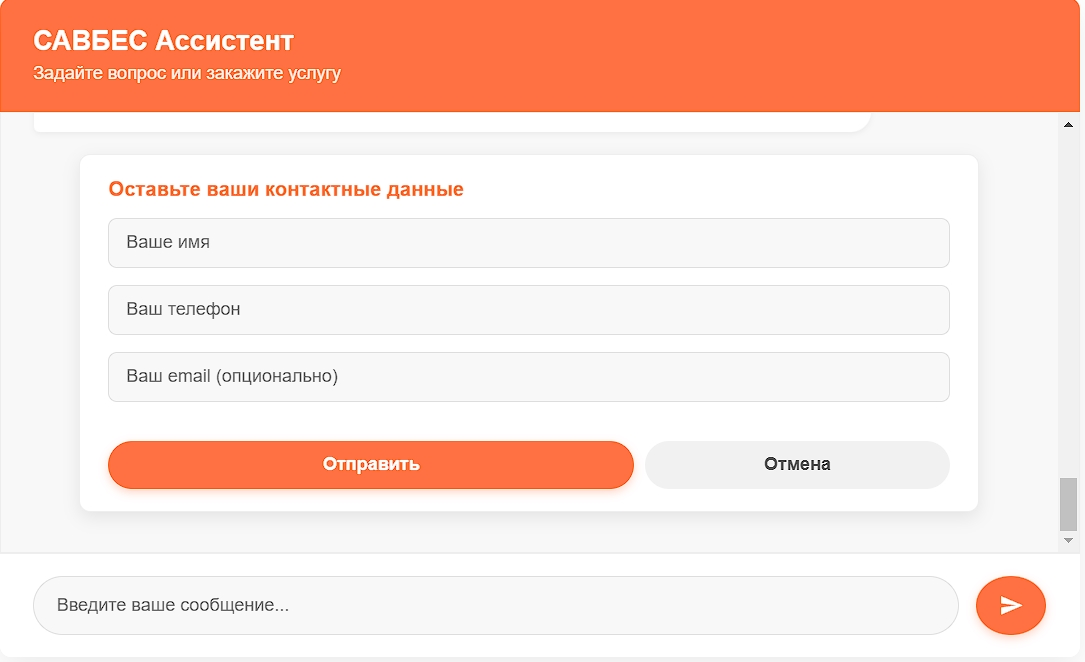 САВБЕС Ассистент
Задайте вопрос или закажите услугу
Оставьте ваши контактные данные
Ваше имя
Ваш телефон
Ваш email (опционально)
Отправить
Отмена
Введите ваше сообщение...